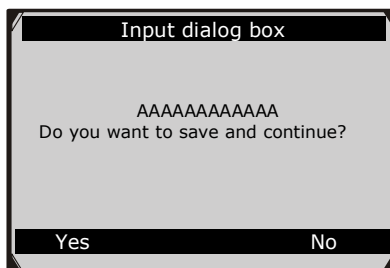 Input dialog box
AAAAAAAAAAAA
Do you want to save and continue?
Yes No